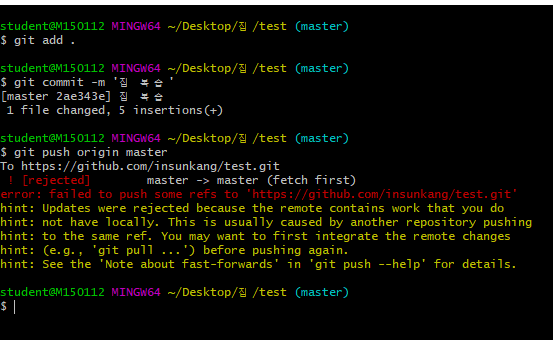 student@M150112 MINGW64 ~/Desktop/집 /test (master)
$ git add .
student@M150112 MINGW64 ~/Desktop/집 /test (master)
$ git commit -m '집 복습'
[master 2ae343e] 집 복습
1 file changed, 5 insertions(+)
student@M150112 MINGW64 ~/Desktop/집 /test (master)
$ git push origin master
To https://github.com/insunkang/test.git
! [rejected] master -> master (fetch first)
error: failed to push some refs to 'https://github.com/insunkang/test.git'
hint: Updates were rejected because the remote contains work that you do
hint: not have locally. This is usually caused by another repository pushing
hint: to the same ref. You may want to first integrate the remote changes
hint: (e.g., 'git pull ...') before pushing again.
hint: See the 'Note about fast-forwards' in 'git push --help' for details.
student@M150112 MINGW64 ~/Desktop/집 /test (master)
$